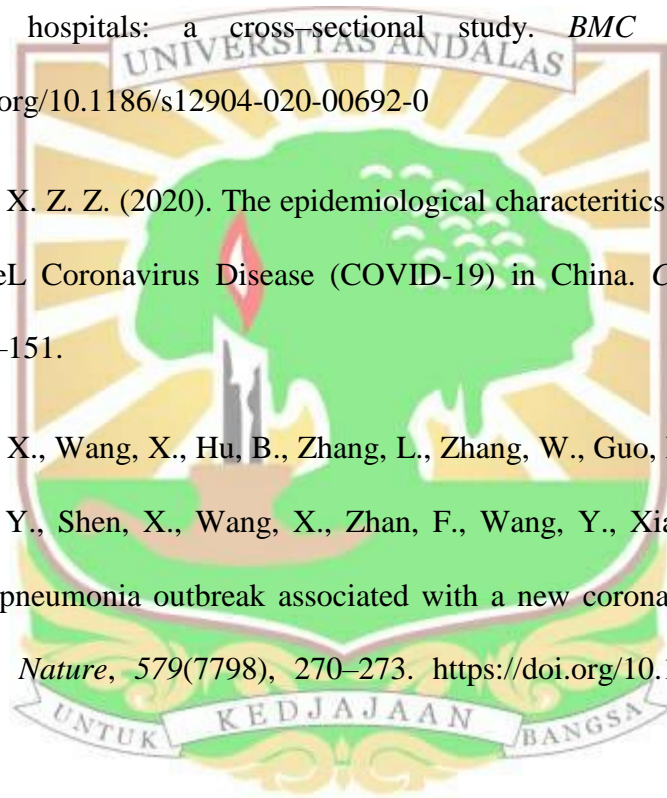 hospitals: a cross–sectional study. BMC
UNIVERSITAS ANDALAS
org/10.1186/s12904-020-00692-0
X. Z. Z. (2020). The epidemiological characteritics
eL Coronavirus Disease (COVID-19) in China. C
–151.
X., Wang, X., Hu, B., Zhang, L., Zhang, W., Guo,
Y., Shen, X., Wang, X., Zhan, F., Wang, Y., Xia
pneumonia outbreak associated with a new corona
Nature, 579(7798), 270–273. https://doi.org/10.1
UNTUK KEDJAJAAN BANGSA